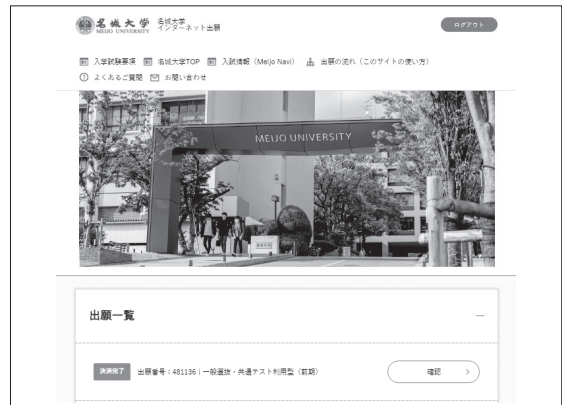 名城大学 名城大学
MEIJO UNIVERSITY インターネット出願
ログアウト
入学試験要項 名城大学TOP 入試情報（Meijo Navi） 出願の流れ（このサイトの使い方）
よくあるご質問 お問い合わせ
MEIJO UNIVERSITY
出願一覧
決済完了 出願番号：481136｜一般選抜・共通テスト利用型（前期） 確認